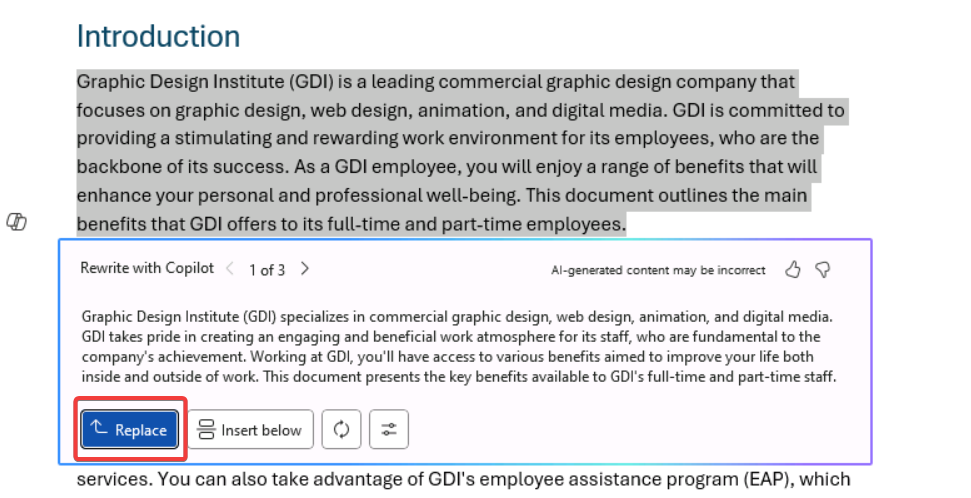 Introduction
Graphic Design Institute (GDI) is a leading commercial graphic design company that
focuses on graphic design, web design, animation, and digital media. GDI is committed to
providing a stimulating and rewarding work environment for its employees, who are the
backbone of its success. As a GDI employee, you will enjoy a range of benefits that will
enhance your personal and professional well-being. This document outlines the main
benefits that GDI offers to its full-time and part-time employees.
Rewrite with Copilot 1 of 3 AI-generated content may be incorrect
Graphic Design Institute (GDI) specializes in commercial graphic design, web design, animation, and digital media.
GDI takes pride in creating an engaging and beneficial work atmosphere for its staff, who are fundamental to the
company's achievement. Working at GDI, you'll have access to various benefits aimed to improve your life both
inside and outside of work. This document presents the key benefits available to GDI's full-time and part-time staff.
Replace Insert below
services. You can also take advantage of GDI's employee assistance program (EAP), which